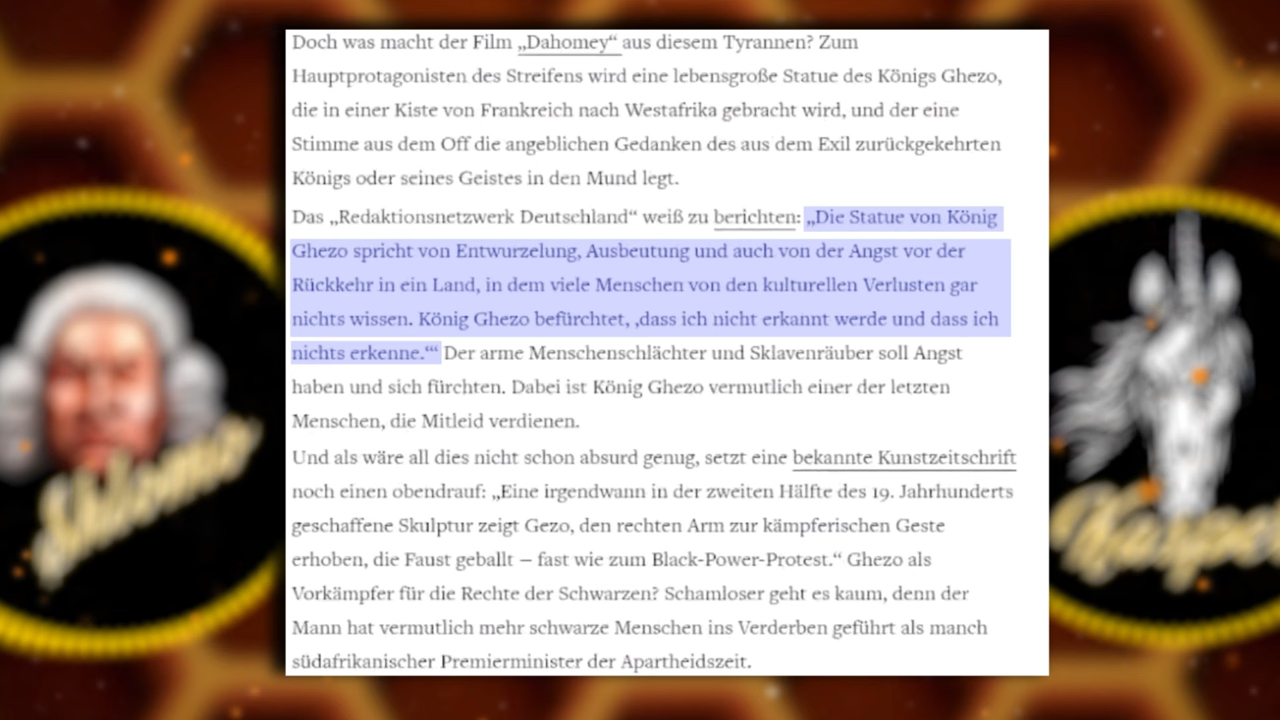 Doch was macht der Film „Dahomey“ aus diesem Tyrannen? Zum
Hauptprotagonisten des Streifens wird eine lebensgroße Statue des Königs Ghezo,
die in einer Kiste von Frankreich nach Westafrika gebracht wird, und der eine
Stimme aus dem Off die angeblichen Gedanken des aus dem Exil zurückgekehrten
Königs oder seines Geistes in den Mund legt.
Das „Redaktionsnetzwerk Deutschland“ weiß zu berichten: „Die Statue von König
Ghezo spricht von Entwurzelung, Ausbeutung und auch von der Angst vor der
Rückkehr in ein Land, in dem viele Menschen von den kulturellen Verlusten gar
nichts wissen. König Ghezo befürchtet, ‚dass ich nicht erkannt werde und dass ich
nichts erkenne.‘“ Der arme Menschenschlächter und Sklavenräuber soll Angst
haben und sich fürchten. Dabei ist König Ghezo vermutlich einer der letzten
Menschen, die Mitleid verdienen.
Und als wäre all dies nicht schon absurd genug, setzt eine bekannte Kunstzeitschrift
noch einen obendrauf: „Eine irgendwann in der zweiten Hälfte des 19. Jahrhunderts
geschaffene Skulptur zeigt Gezo, den rechten Arm zur kämpferischen Geste
erhoben, die Faust geballt – fast wie zum Black-Power-Protest.“ Ghezo als
Vorkämpfer für die Rechte der Schwarzen? Schamloser geht es kaum, denn der
Mann hat vermutlich mehr schwarze Menschen ins Verderben geführt als manch
südafrikanischer Premierminister der Apartheidszeit.
Shlomo